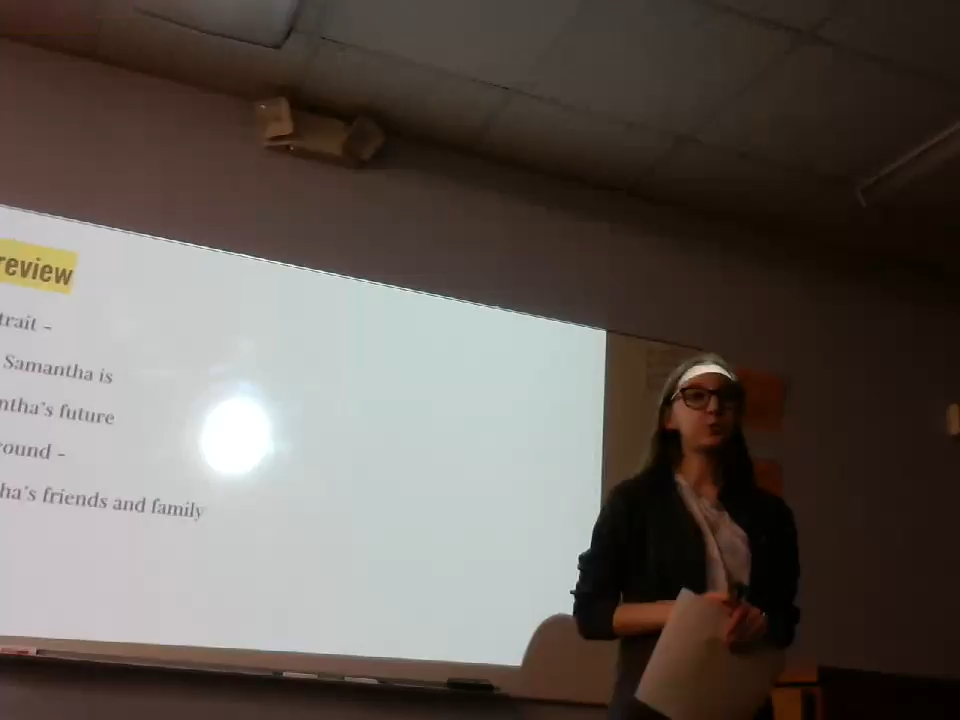 review
trait -
Samantha is
ntha's future
round -
ha's friends and family